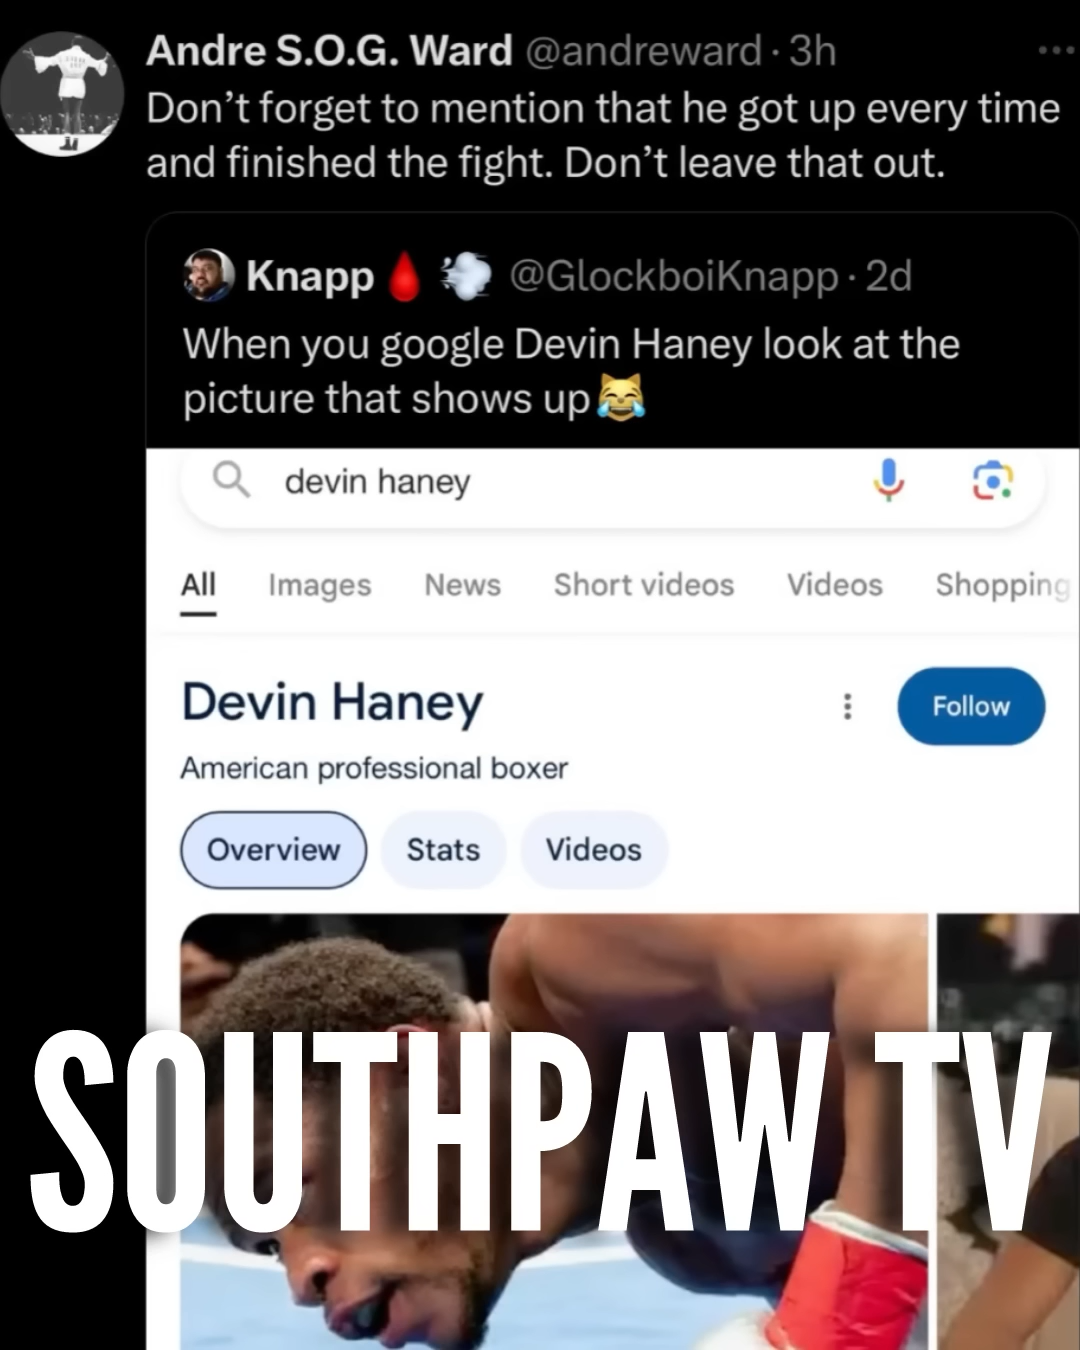 Andre S.O.G. Ward @andreward · 3h
Don’t forget to mention that he got up every time
and finished the fight. Don’t leave that out.
Knapp🩸💨 @GlockboiKnapp · 2d
When you google Devin Haney look at the
picture that shows up😹
devin haney
All Images News Short videos Videos Shopping
Devin Haney
Follow
American professional boxer
Overview Stats Videos
SOUTHPAW TV